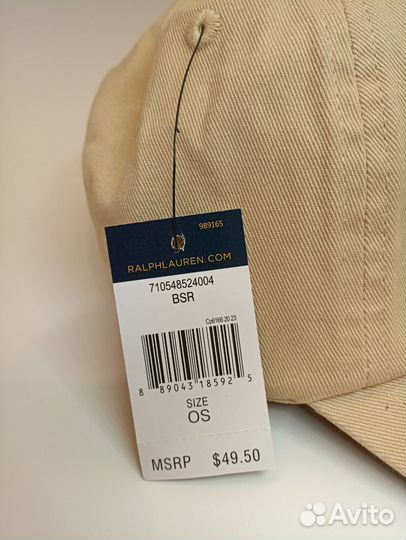 989165
RALPHLAUREN.COM
710548524004
BSR
Cp6166.20 23
8 89043 18592 5
SIZE
OS
MSRP $49.50
Avito